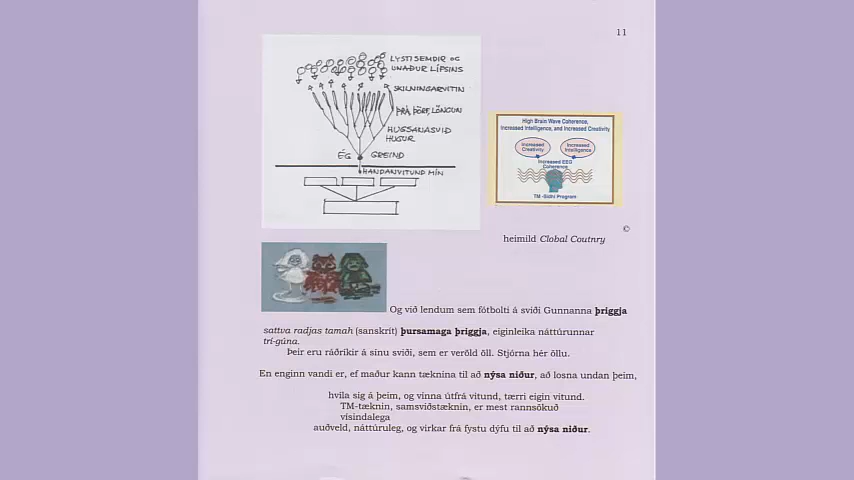 11
LYSTISEMDIR OG
UNAÐUR LÍFSINS
SKILNINGARVITIN
ÞRÁ, ÞÖRF, LÖNGUN
HUGSANASVIÐ
HUGUR
ÉG GREIND
HANDANVITUND MÍN
High Brain Wave Coherence,
Increased Intelligence, and Increased Creativity
Increased
Creativity
Increased
Intelligence
Increased EEG
Coherence
TM -Sidhi Program
©
heimild Clobal Coutnry
Og við lendum sem fótbolti á sviði Gunnanna þriggja
sattva radjas tamah (sanskrit) þursamaga þriggja, eiginleika náttúrunnar
trí-gúna.
Þeir eru ráðríkir á sínu sviði, sem er veröld öll. Stjórna hér öllu.
En enginn vandi er, ef maður kann tæknina til að nýsa niður, að losna undan þeim,
hvíla sig á þeim, og vinna útfrá vitund, tærri eigin vitund.
TM-tæknin, samsviðstæknin, er mest rannsökuð
vísindalega
auðveld, náttúruleg, og virkar frá fystu dýfu til að nýsa niður.